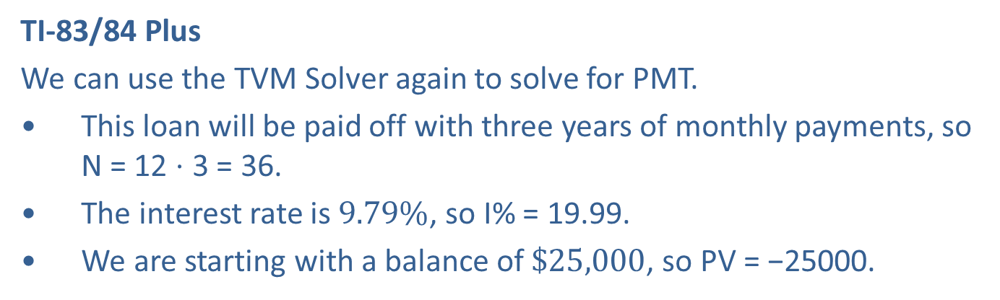 TI-83/84 Plus
We can use the TVM Solver again to solve for PMT.
• This loan will be paid off with three years of monthly payments, so
N = 12 · 3 = 36.
• The interest rate is 9.79%, so I% = 19.99.
• We are starting with a balance of $25,000, so PV = −25000.